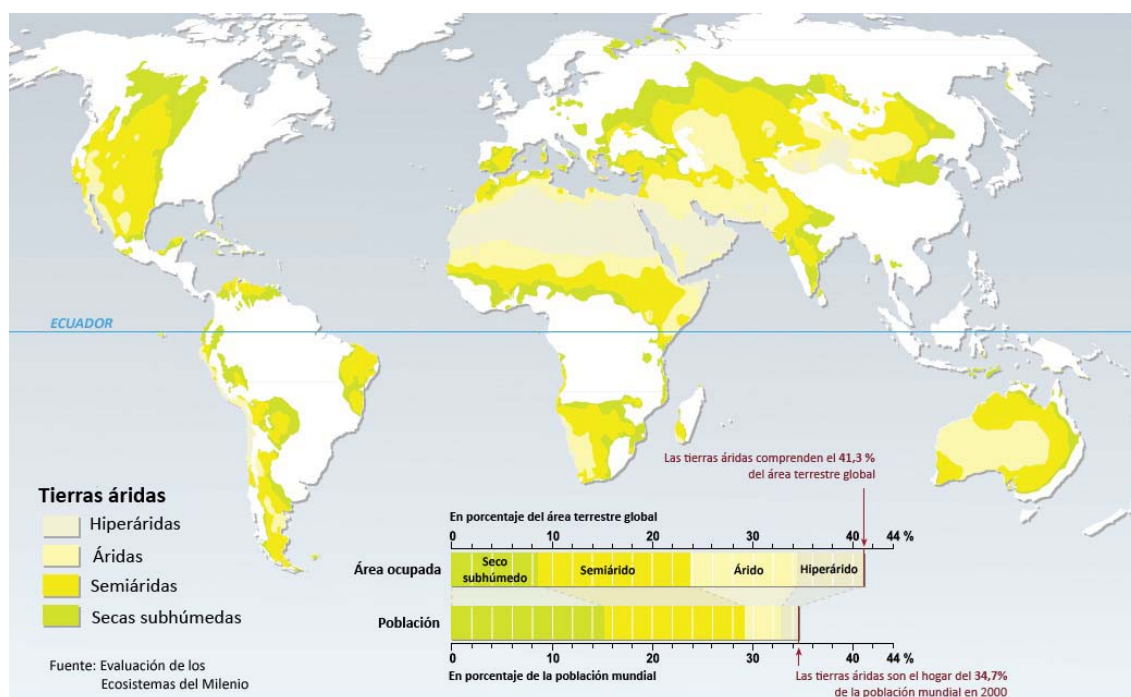 ECUADOR
Las tierras áridas comprenden el 41,3 %
del área terrestre global
Tierras áridas
Hiperáridas
Áridas
Semiáridas
Secas subhúmedas
En porcentaje del área terrestre global
0 10 20 30 40 44 %
Área ocupada
Seco
subhúmedo
Semiárido
Árido
Hiperárido
Población
0 10 20 30 40 44 %
En porcentaje de la población mundial
Las tierras áridas son el hogar del 34,7%
de la población mundial en 2000
Fuente: Evaluación de los
Ecosistemas del Milenio